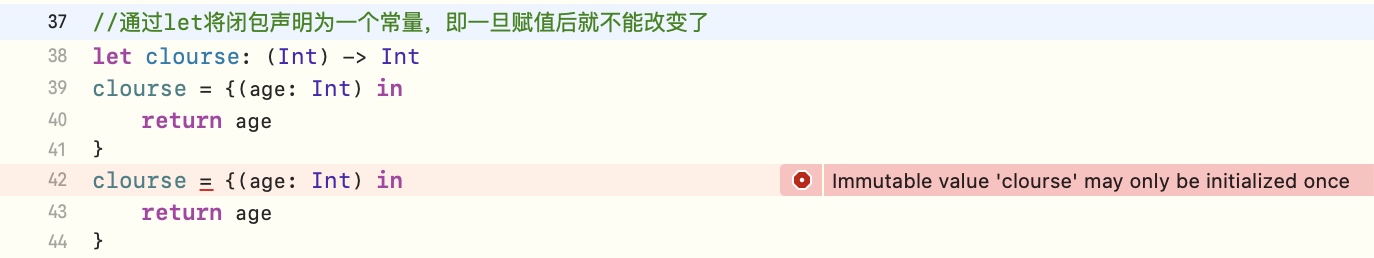 37 //通过let将闭包声明为一个常量，即一旦赋值后就不能改变了
38 let clourse: (Int) -> Int
39 clourse = {(age: Int) in
40     return age
41 }
42 clourse = {(age: Int) in Immutable value 'clourse' may only be initialized once
43     return age
44 }